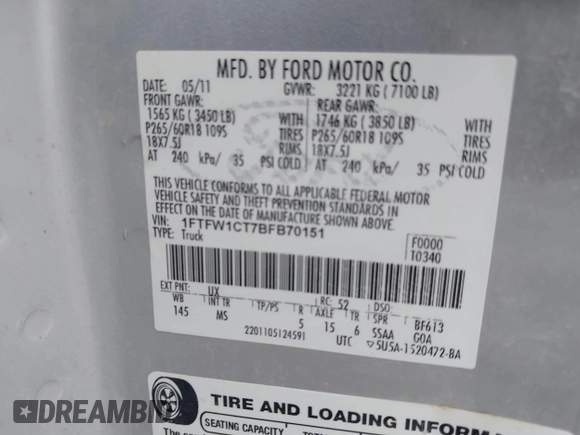 MFD. BY FORD MOTOR CO.
DATE: 05/11 GVWR: 3221 KG ( 7100 LB)
FRONT GAWR: REAR GAWR:
1565 KG ( 3450 LB) WITH 1746 KG ( 3850 LB) WITH
P265/60R18 109S TIRES P265/60R18 109S TIRES
18X7.5J RIMS 18X7.5J RIMS
AT 240 kPa/ 35 PSI COLD AT 240 kPa/ 35 PSI COLD
THIS VEHICLE CONFORMS TO ALL APPLICABLE FEDERAL MOTOR
VEHICLE SAFETY AND THEFT PREVENTION STANDARDS IN
EFFECT ON THE DATE OF MANUFACTURE SHOWN ABOVE.
VIN: 1FTFW1CT7BFB70151 F0000
TYPE: Truck T0340
EXT PNT: UX RC: 52 DSO:
WB INT TR TP/PS R AXLE TR SPR BF613
145 MS 5 15 6 SSAA GOA
2201105124591 UTC ▽5U5A-1520472-BA
TIRE AND LOADING INFORMA
SEATING CAPACITY
DREAMBID